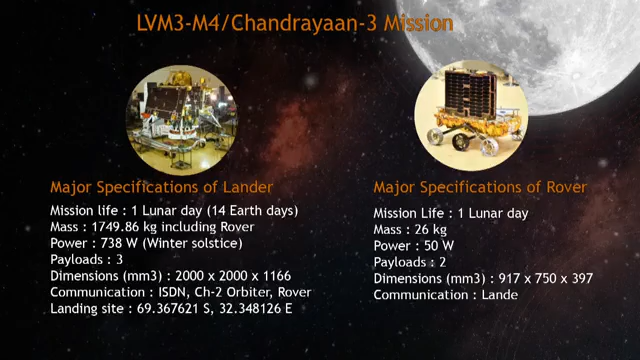 LVM3-M4/Chandrayaan-3 Mission
Major Specifications of Lander
Mission life : 1 Lunar day (14 Earth days)
Mass : 1749.86 kg including Rover
Power : 738 W (Winter solstice)
Payloads : 3
Dimensions (mm3) : 2000 x 2000 x 1166
Communication : ISDN, Ch-2 Orbiter, Rover
Landing site : 69.367621 S, 32.348126 E
Major Specifications of Rover
Mission Life : 1 Lunar day
Mass : 26 kg
Power : 50 W
Payloads : 2
Dimensions (mm3) : 917 x 750 x 397
Communication : Lande